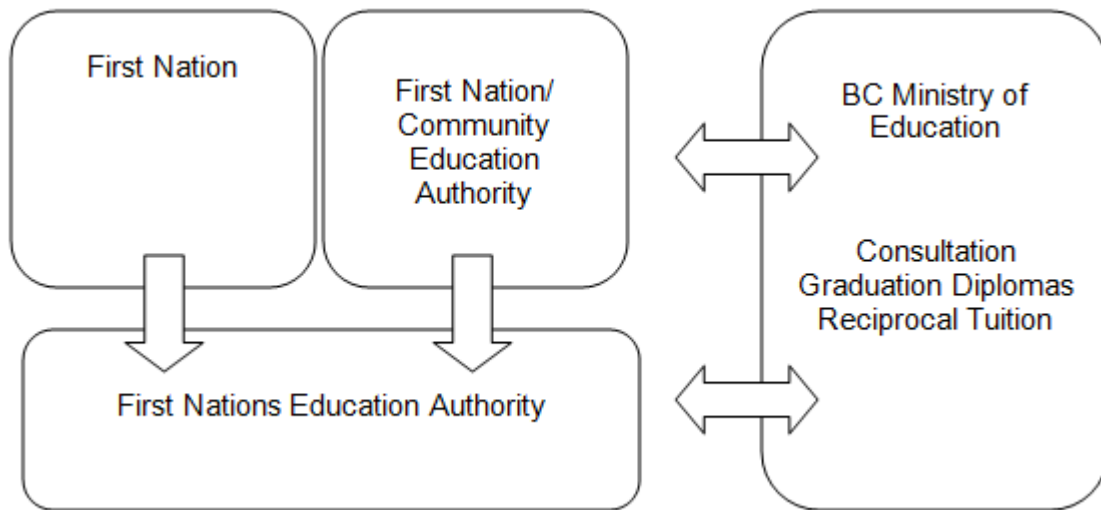 First Nation
First Nation/
Community
Education
Authority
BC Ministry of
Education
Consultation
Graduation Diplomas
Reciprocal Tuition
First Nations Education Authority